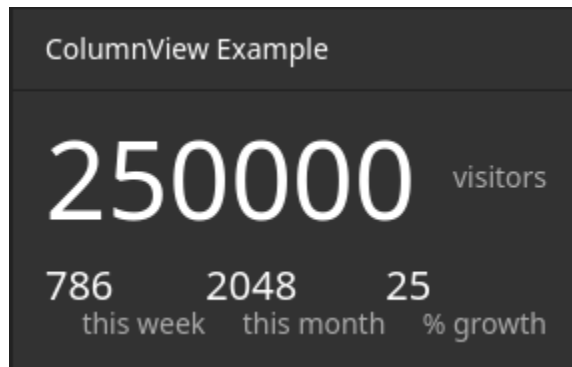 ColumnView Example
250000 visitors
786 2048 25
this week this month % growth